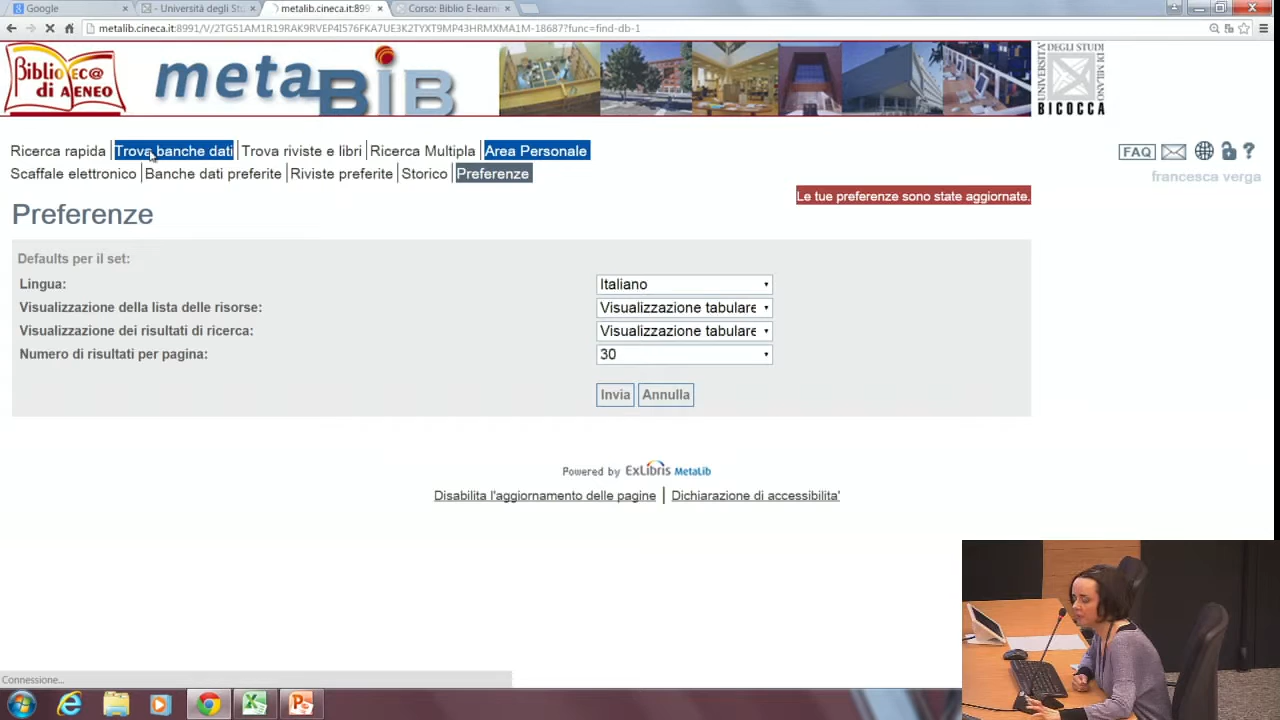 Google
- Università degli Stu
metalib.cineca.it:899
Corso: Biblio E-learn
metalib.cineca.it:8991/V/2TG51AM1R19RAK9RVEP4I576FKA7UE3K2TYXT9MP43HRMXMA1M-18687?func=find-db-1
Bibliotec@
di ATENEO
metaBIB
UNIVERSITÀ DEGLI STUDI DI MILANO
BICOCCA
Ricerca rapida | Trova banche dati | Trova riviste e libri | Ricerca Multipla | Area Personale
FAQ ?
Scaffale elettronico | Banche dati preferite | Riviste preferite | Storico | Preferenze
francesca verga
Le tue preferenze sono state aggiornate.
Preferenze
Defaults per il set:
Lingua: Italiano
Visualizzazione della lista delle risorse: Visualizzazione tabulare
Visualizzazione dei risultati di ricerca: Visualizzazione tabulare
Numero di risultati per pagina: 30
Invia Annulla
Powered by ExLibris MetaLib
Disabilita l'aggiornamento delle pagine | Dichiarazione di accessibilita'
Connessione...